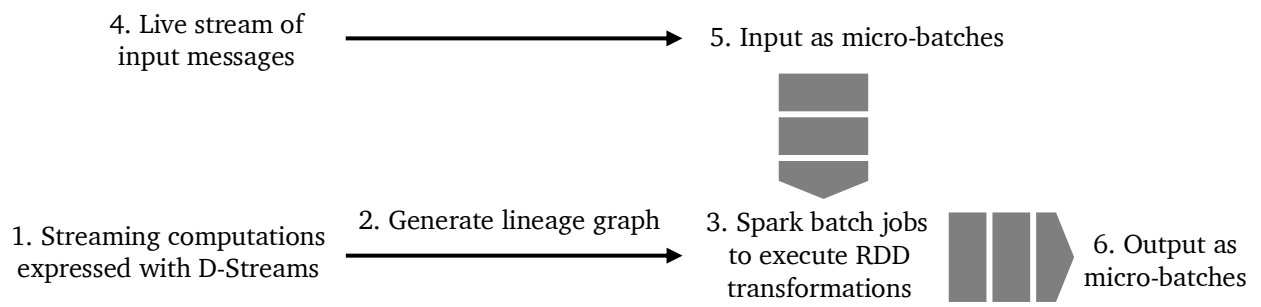 4. Live stream of
input messages
5. Input as micro-batches
1. Streaming computations
expressed with D-Streams
2. Generate lineage graph
3. Spark batch jobs
to execute RDD
transformations
6. Output as
micro-batches